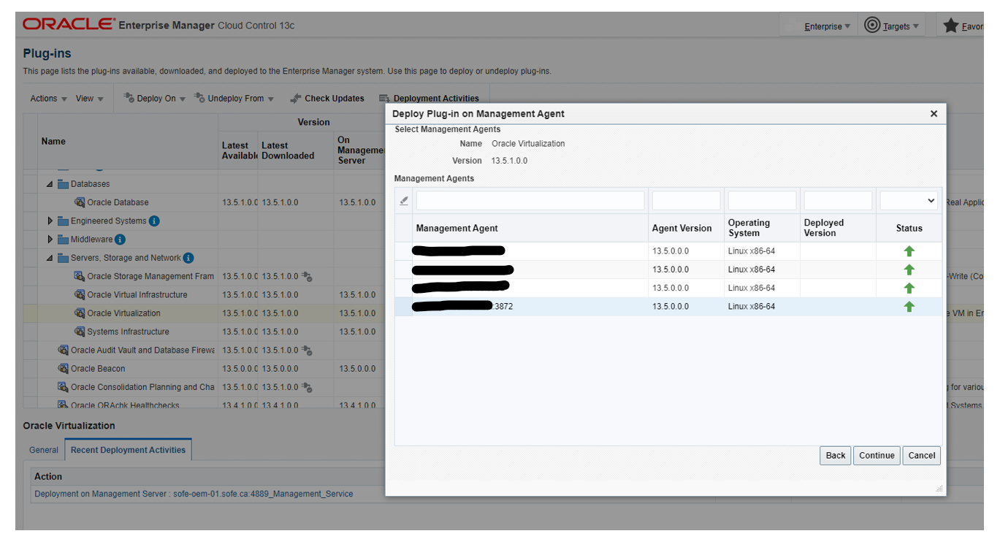 ORACLE Enterprise Manager Cloud Control 13c
Enterprise Targets Favor
Plug-ins
This page lists the plug-ins available, downloaded, and deployed to the Enterprise Manager system. Use this page to deploy or undeploy plug-ins.
Actions View Deploy On Undeploy From Check Updates Deployment Activities
Version
Name
Latest Available Latest Downloaded On Manageme Server
Databases
Oracle Database 13.5.1.0.0 13.5.1.0.0 13.5.1.0.0
Engineered Systems
Middleware
Servers, Storage and Network
Oracle Storage Management Fram 13.5.1.0.0 13.5.1.0.0
Oracle Virtual Infrastructure 13.5.1.0.0 13.5.1.0.0 13.5.1.0.0
Oracle Virtualization 13.5.1.0.0 13.5.1.0.0 13.5.1.0.0
Systems Infrastructure 13.5.1.0.0 13.5.1.0.0 13.5.1.0.0
Oracle Audit Vault and Database Firewa 13.5.1.0.0 13.5.1.0.0
Oracle Beacon 13.5.0.0.0 13.5.0.0.0 13.5.0.0.0
Oracle Consolidation Planning and Cha 13.5.1.0.0 13.5.1.0.0
Oracle ORAchk Healthchecks 13.4.1.0.0 13.4.1.0.0 13.4.1.0.0
Real Applic
-Write (Co
e VM in Er
g for variou
l Systems
Oracle Virtualization
General Recent Deployment Activities
Action
Deployment on Management Server : sofe-oem-01.sofe.ca:4889_Management_Service
Deploy Plug-in on Management Agent
Select Management Agents
Name Oracle Virtualization
Version 13.5.1.0.0
Management Agents
Management Agent Agent Version Operating System Deployed Version Status
13.5.0.0.0 Linux x86-64
13.5.0.0.0 Linux x86-64
13.5.0.0.0 Linux x86-64
:3872 13.5.0.0.0 Linux x86-64
Back Continue Cancel